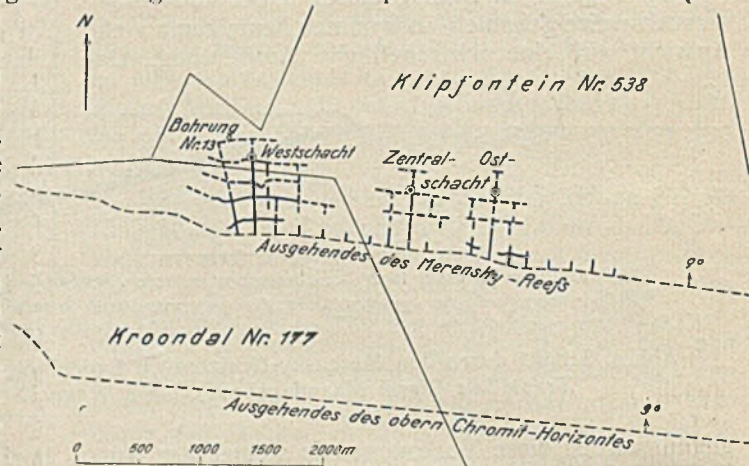 N
Klipfontein Nr. 538
Bohrung
Nr. 13
Westschacht
Zentral-
schacht
Ost-
Ausgehendes des Merensky-Reefs
9°
Kroondal Nr. 177
Ausgehendes des obern Chromit-Horizontes
9°
0 500 1000 1500 2000m